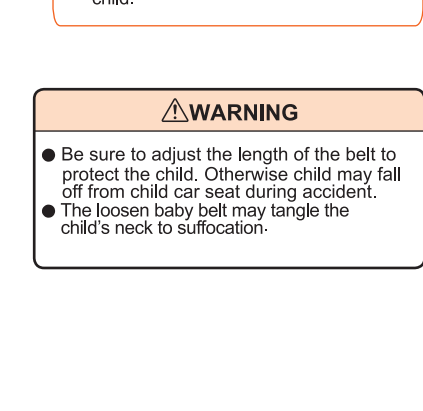 child.
⚠WARNING
● Be sure to adjust the length of the belt to
protect the child. Otherwise child may fall
off from child car seat during accident.
● The loosen baby belt may tangle the
child's neck to suffocation.